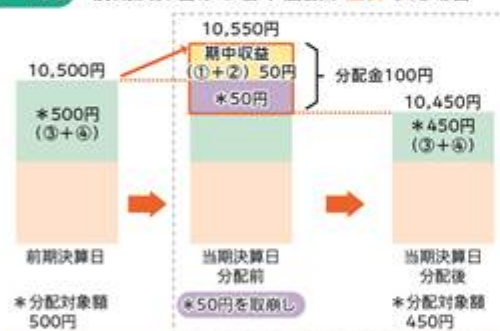 10,550円
期中収益
(①+②) 50円
*50円
分配金100円
10,500円
*500円
(③+④)
10,450円
*450円
(③+④)
前期決算日
当期決算日
分配前
当期決算日
分配後
*分配対象額
500円
*50円を取崩し
*分配対象額
450円